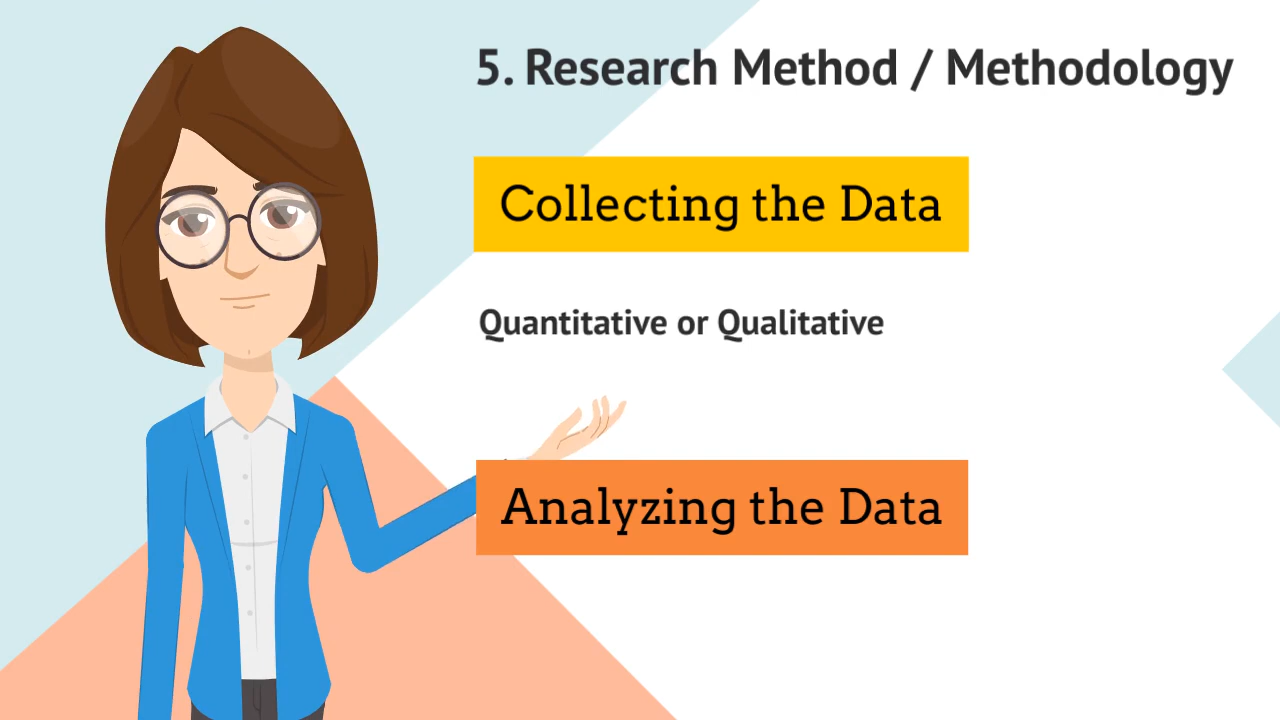 5. Research Method / Methodology
Collecting the Data
Quantitative or Qualitative
Analyzing the Data